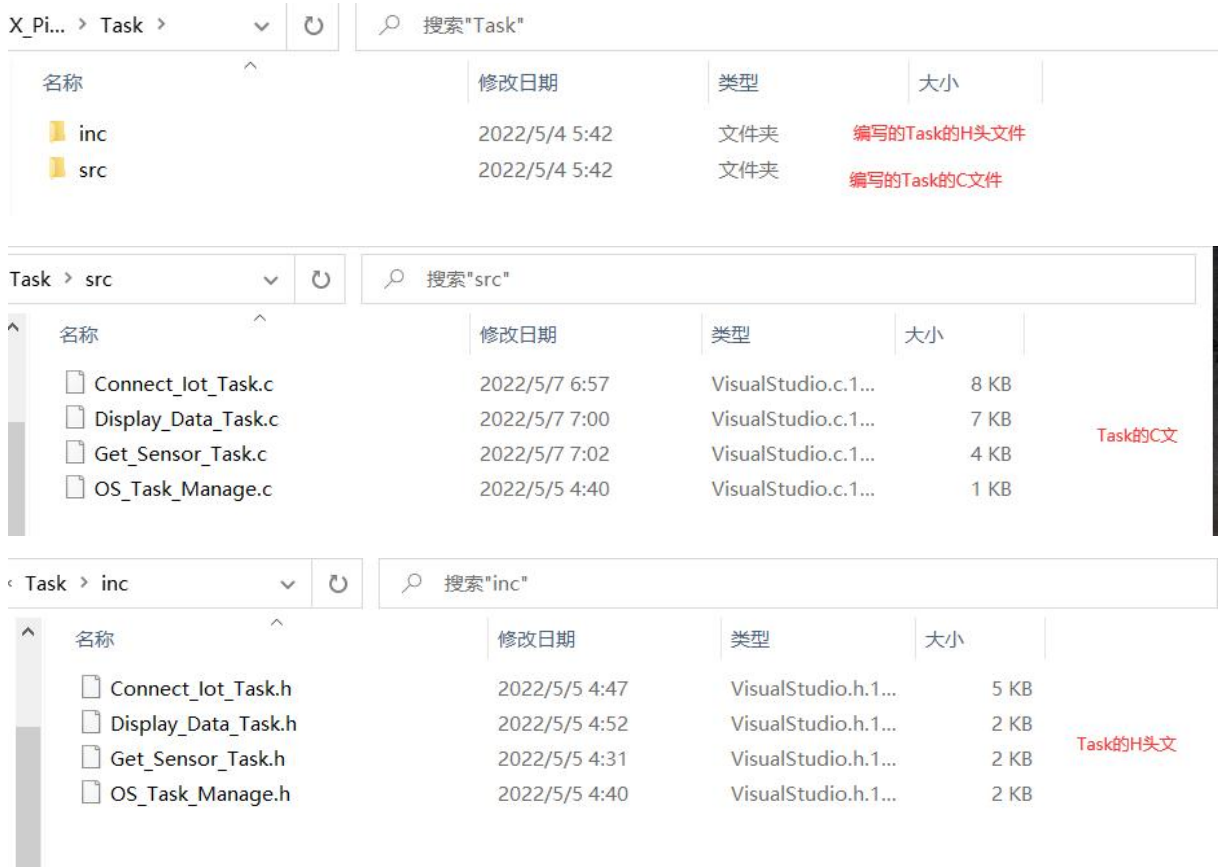 X_Pi... > Task > 搜索"Task"
名称 修改日期 类型 大小
inc 2022/5/4 5:42 文件夹 编写的Task的H头文件
src 2022/5/4 5:42 文件夹 编写的Task的C文件
Task > src 搜索"src"
名称 修改日期 类型 大小
Connect_Iot_Task.c 2022/5/7 6:57 VisualStudio.c.1... 8 KB
Display_Data_Task.c 2022/5/7 7:00 VisualStudio.c.1... 7 KB
Get_Sensor_Task.c 2022/5/7 7:02 VisualStudio.c.1... 4 KB
OS_Task_Manage.c 2022/5/5 4:40 VisualStudio.c.1... 1 KB
Task的C文
Task > inc 搜索"inc"
名称 修改日期 类型 大小
Connect_Iot_Task.h 2022/5/5 4:47 VisualStudio.h.1... 5 KB
Display_Data_Task.h 2022/5/5 4:52 VisualStudio.h.1... 2 KB
Get_Sensor_Task.h 2022/5/5 4:31 VisualStudio.h.1... 2 KB
OS_Task_Manage.h 2022/5/5 4:40 VisualStudio.h.1... 2 KB
Task的H头文